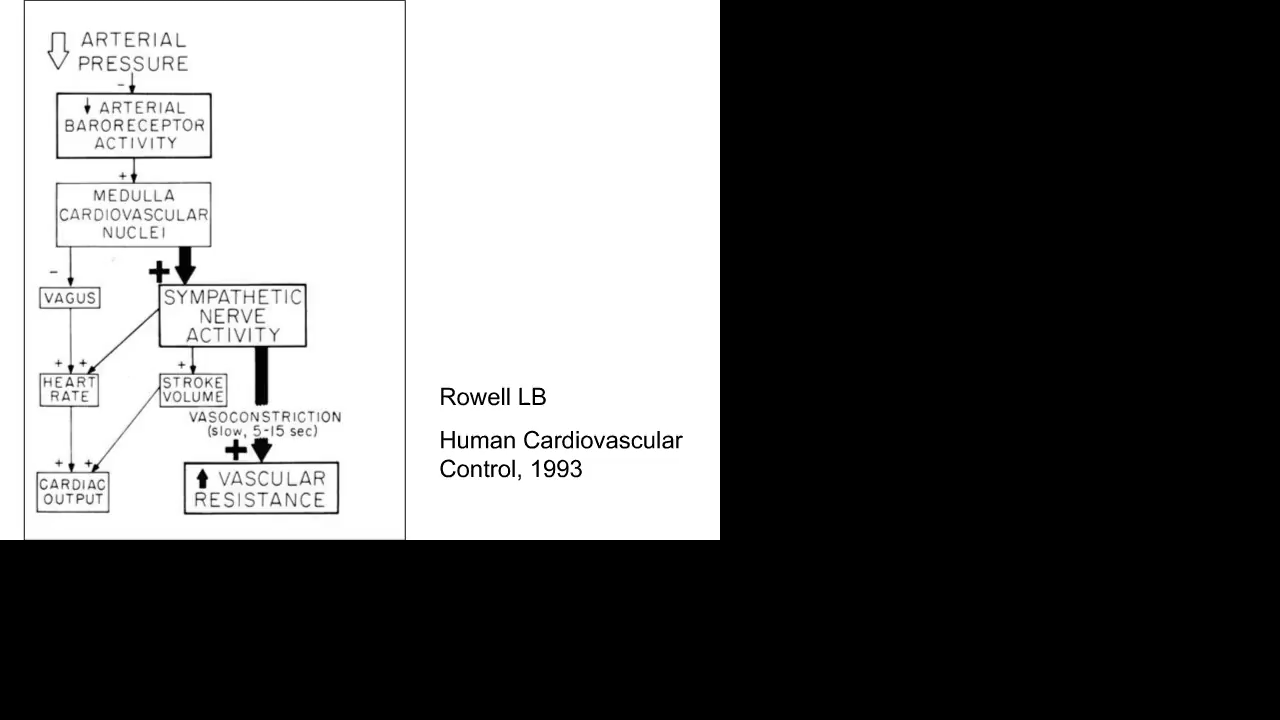 ARTERIAL
PRESSURE
−
ARTERIAL
BARORECEPTOR
ACTIVITY
+
MEDULLA
CARDIOVASCULAR
NUCLEI
−
+
VAGUS
SYMPATHETIC
NERVE
ACTIVITY
+ +
+
HEART
RATE
STROKE
VOLUME
VASOCONSTRICTION
(slow, 5-15 sec)
+
+ +
CARDIAC
OUTPUT
VASCULAR
RESISTANCE
Rowell LB
Human Cardiovascular
Control, 1993